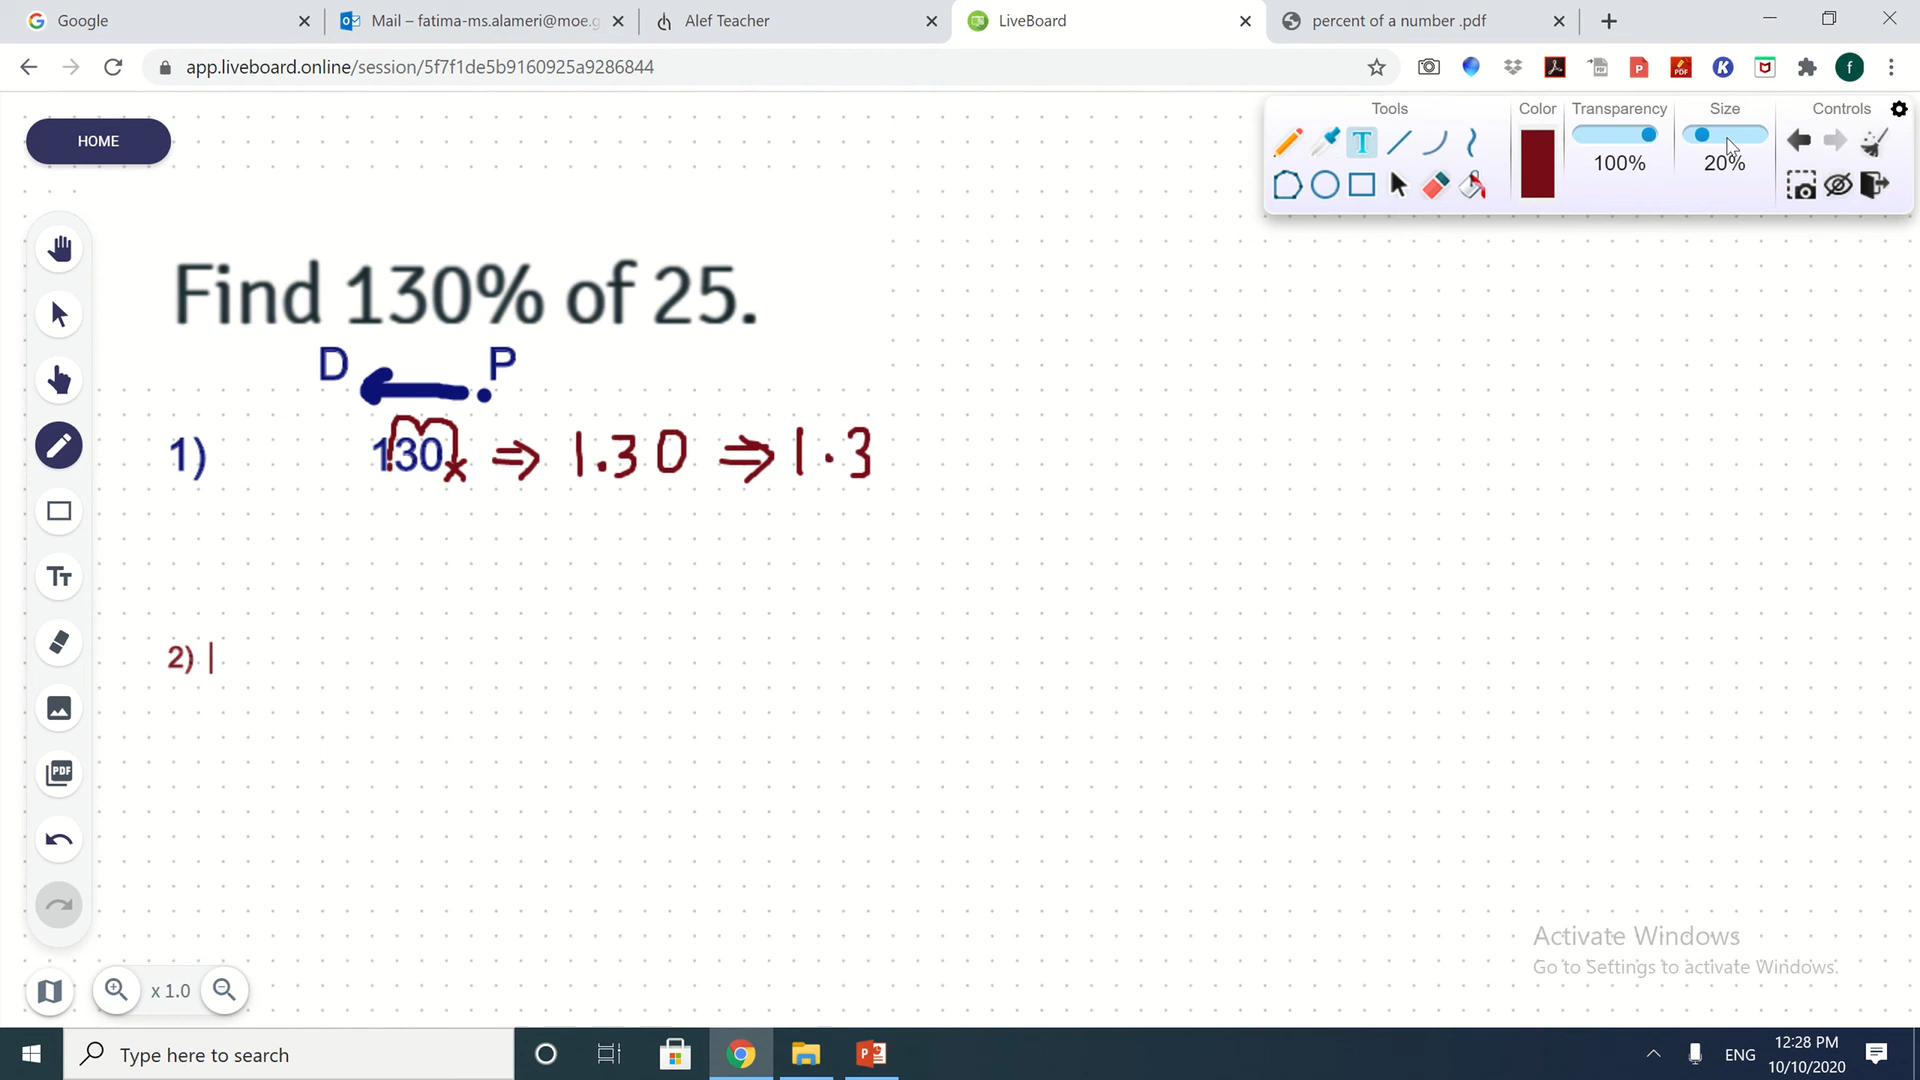 Google
Mail – fatima-ms.alameri@moe.g
Alef Teacher
LiveBoard
percent of a number .pdf
app.liveboard.online/session/5f7f1de5b9160925a9286844
f
Tools
Color
Transparency
Size
Controls
100%
20%
HOME
Find 130% of 25.
D P
1) 130 ⇒ 1.30 ⇒ 1.3
2)
TT
PDF
x 1.0
Activate Windows
Go to Settings to activate Windows.
Type here to search
ENG
12:28 PM
10/10/2020